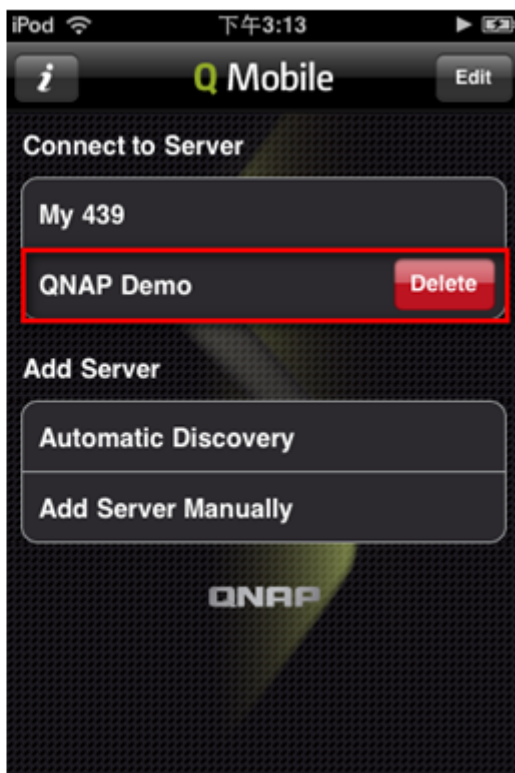 iPod 下午3:13
i Q Mobile Edit
Connect to Server
My 439
QNAP Demo Delete
Add Server
Automatic Discovery
Add Server Manually
QNAP